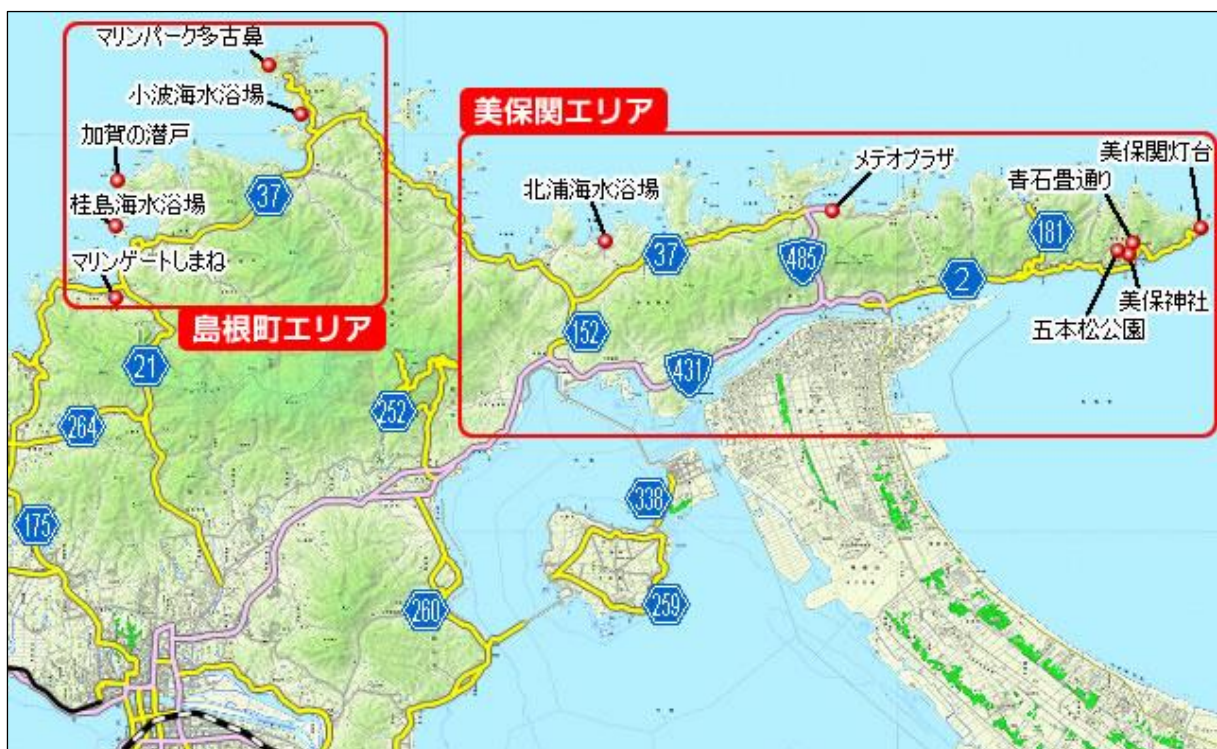 マリンパーク多古鼻
小波海水浴場
加賀の潜戸
桂島海水浴場
マリンゲートしまね
島根町エリア
美保関エリア
北浦海水浴場
メテオプラザ
美保関灯台
青石畳通り
美保神社
五本松公園
37
37
485
181
2
152
431
21
252
264
175
338
260
259